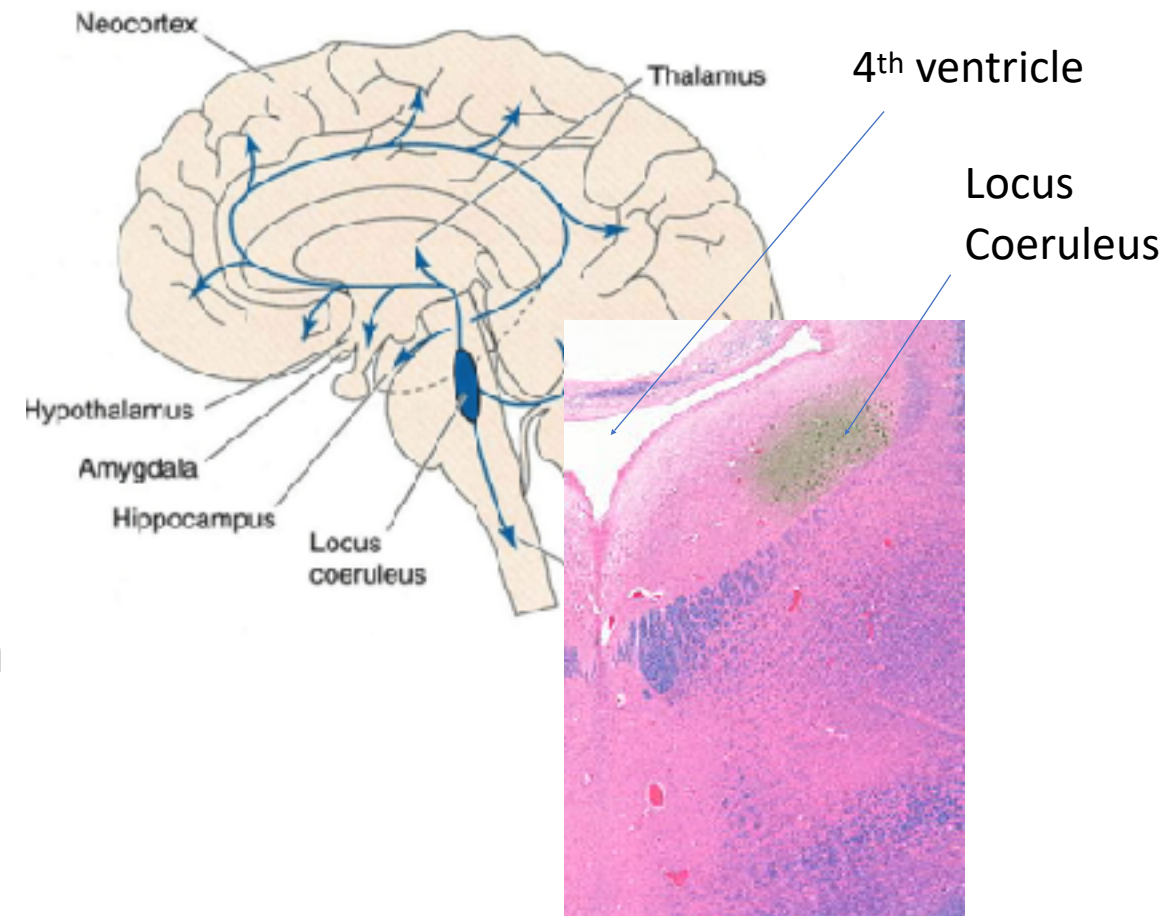 Neocortex
Thalamus
4th ventricle
Locus
Coeruleus
Hypothalamus
Amygdala
Hippocampus
Locus
coeruleus